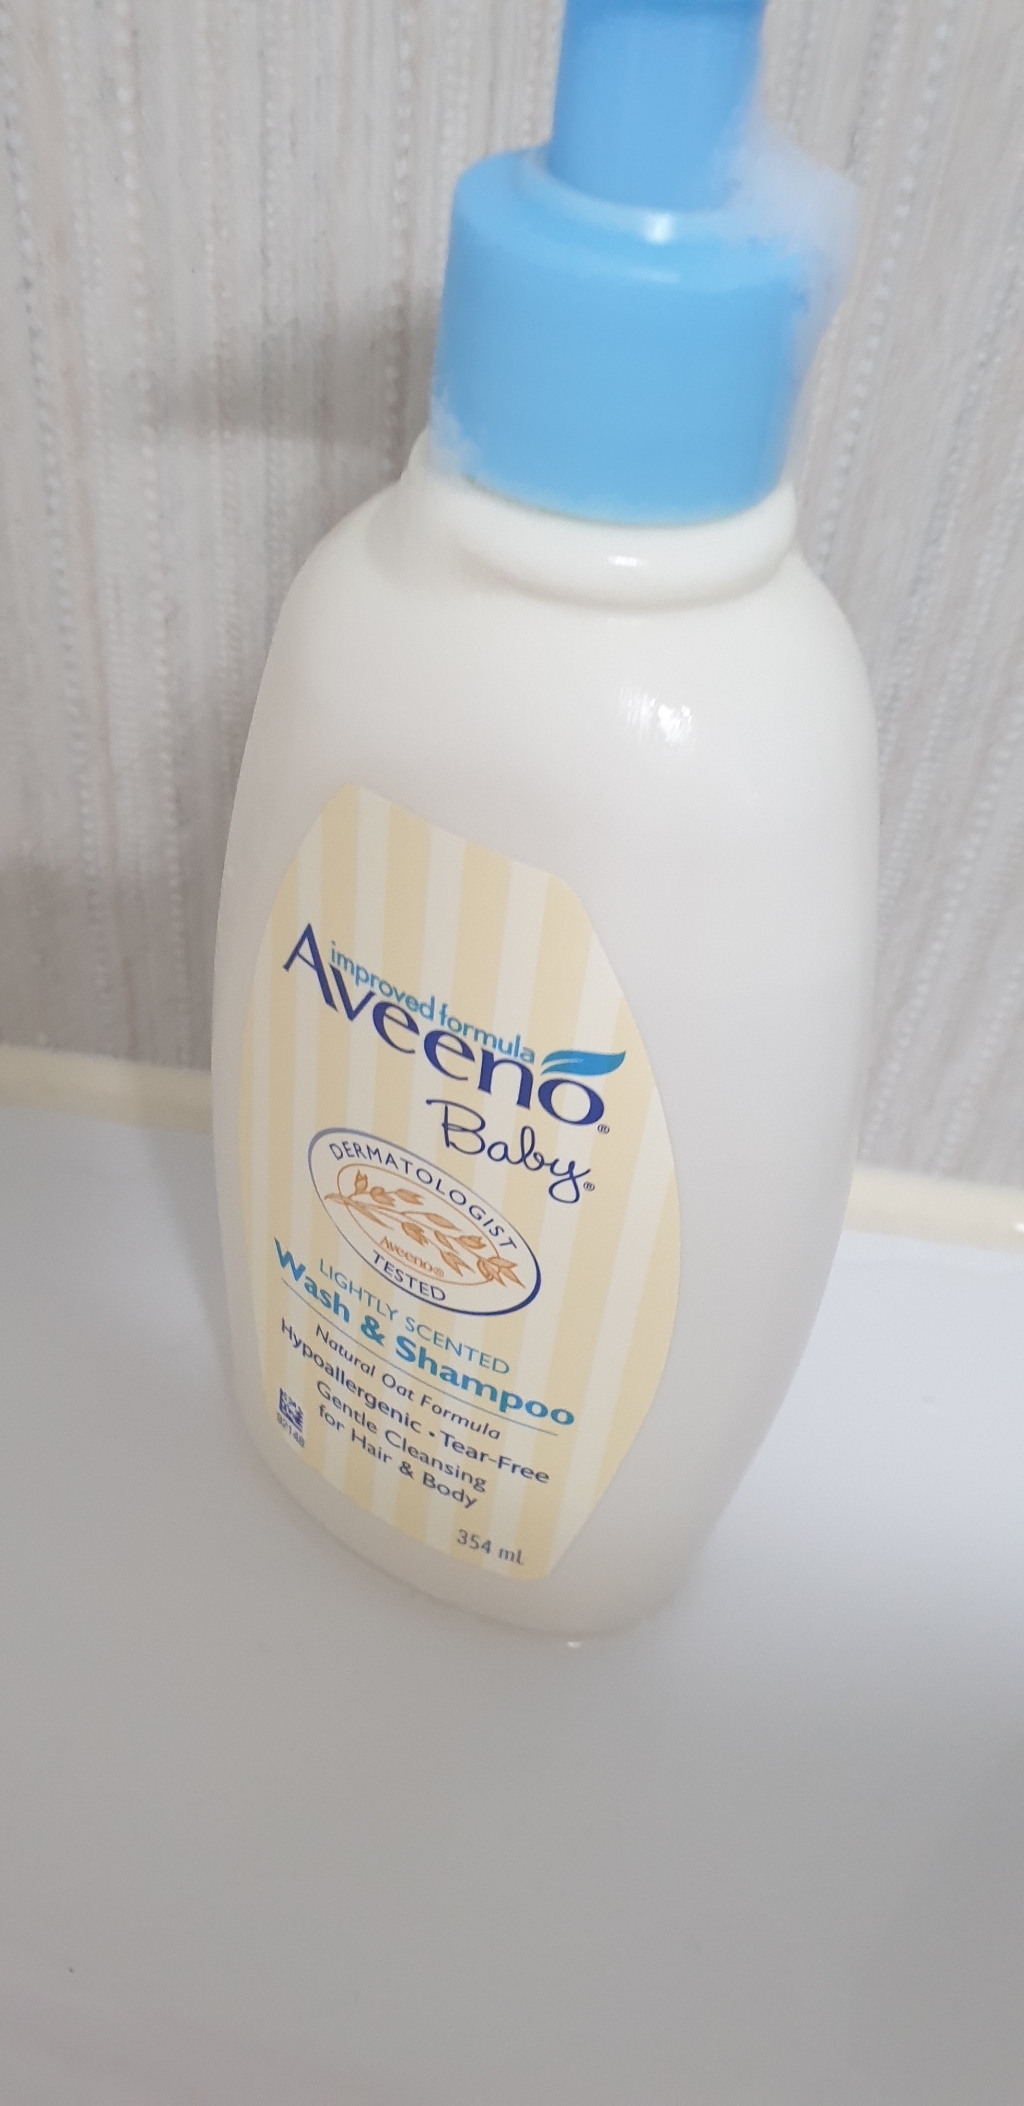 improved formula
Aveeno®
Baby®
DERMATOLOGIST
Aveeno®
TESTED
LIGHTLY SCENTED
Wash & Shampoo
Natural Oat Formula
Hypoallergenic • Tear-Free
Gentle Cleansing
for Hair & Body
354 mL